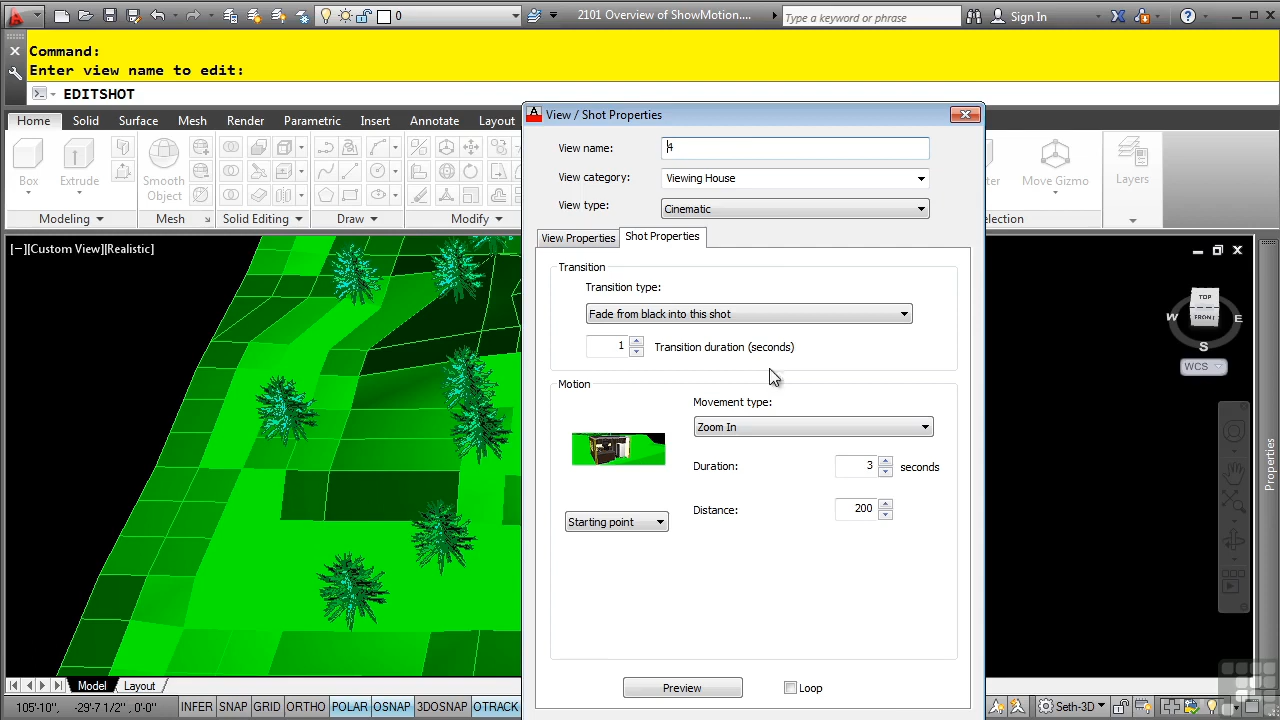 0
2101 Overview of ShowMotion....
Type a keyword or phrase
Sign In
Command:
Enter view name to edit:
EDITSHOT
Home
Solid
Surface
Mesh
Render
Parametric
Insert
Annotate
Layout
Box
Extrude
Smooth
Object
Move Gizmo
Layers
Modeling
Mesh
Solid Editing
Draw
Modify
[−][Custom View][Realistic]
View / Shot Properties
View name:
4
View category:
Viewing House
View type:
Cinematic
View Properties
Shot Properties
Transition
Transition type:
Fade from black into this shot
1
Transition duration (seconds)
Motion
Movement type:
Zoom In
Duration:
3
seconds
Distance:
200
Starting point
Preview
Loop
TOP
FRONT
W
E
S
WCS
Properties
Model
Layout
105'-10", -29'-7 1/2", 0'-0"
INFER
SNAP
GRID
ORTHO
POLAR
OSNAP
3DOSNAP
OTRACK
Seth-3D